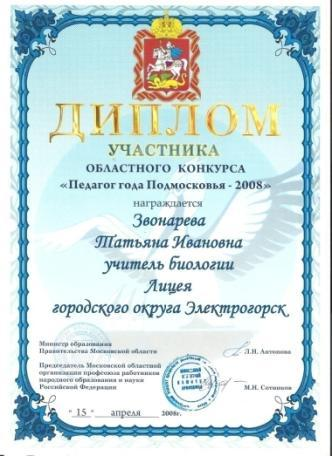 ДИПЛОМ
УЧАСТНИКА
ОБЛАСТНОГО КОНКУРСА
«Педагог года Подмосковья - 2008»
награждается
Звонарева
Татьяна Ивановна
учитель биологии
Лицея
городского округа Электрогорск
Министр образования
Правительства Московской области
Л.Н. Антонова
Председатель Московской областной
организации профсоюза работников
народного образования и науки
Российской Федерации
М.Н. Сотников
" 15 " апреля 2008г.